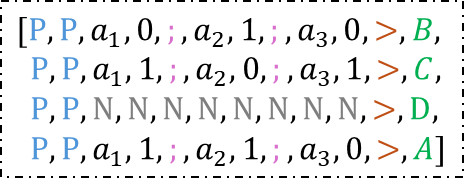 [P, P, a₁, 0, ;, a₂, 1, ;, a₃, 0, >, B,
P, P, a₁, 1, ;, a₂, 0, ;, a₃, 1, >, C,
P, P, N, N, N, N, N, N, N, N, >, D,
P, P, a₁, 1, ;, a₂, 1, ;, a₃, 0, >, A]